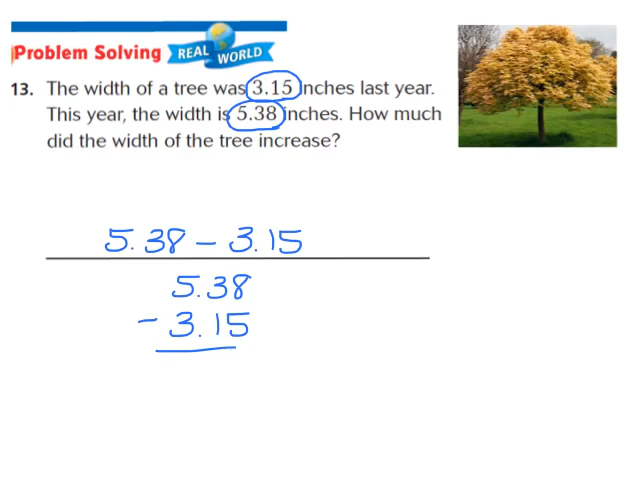 Problem Solving REAL WORLD
13. The width of a tree was 3.15 inches last year.
This year, the width is 5.38 inches. How much
did the width of the tree increase?
5.38 – 3.15
5.38
– 3.15